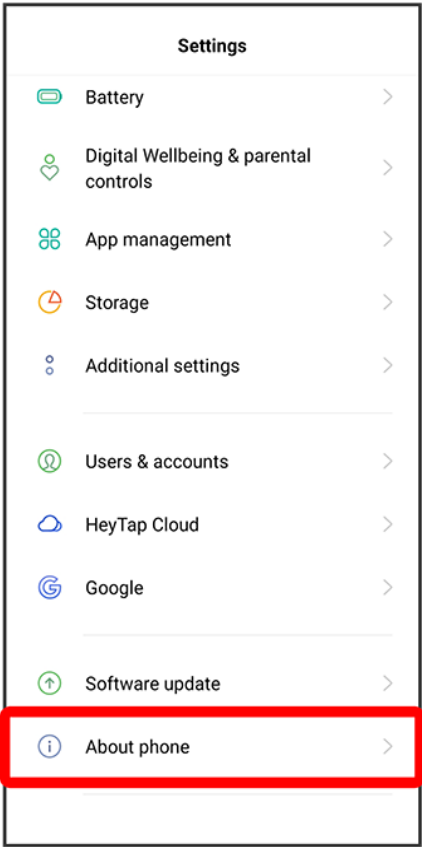 Settings
Battery
Digital Wellbeing & parental
controls
App management
Storage
Additional settings
Users & accounts
HeyTap Cloud
Google
Software update
About phone